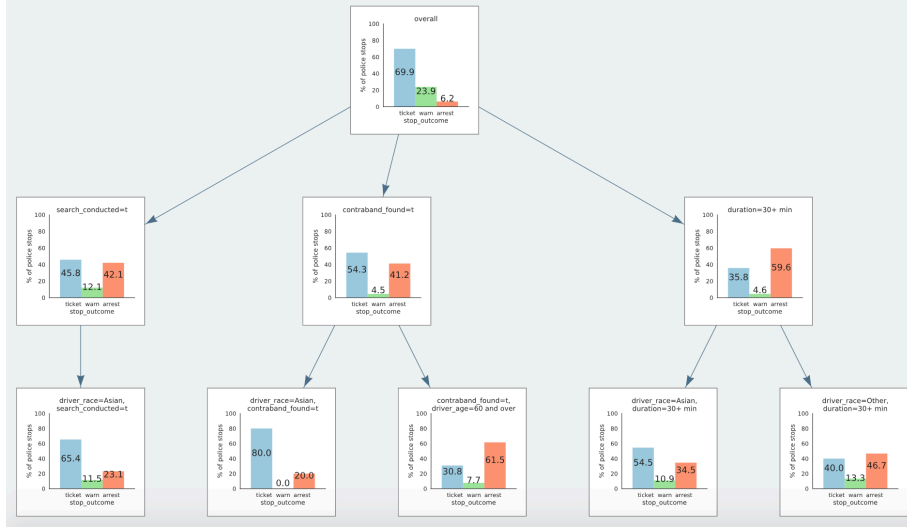 overall
% of police stops
100
80
60
40
20
0
69.9
23.9
6.2
ticket warn arrest
stop_outcome
search_conducted=t
% of police stops
100
80
60
40
20
0
45.8
12.1
42.1
ticket warn arrest
stop_outcome
contraband_found=t
% of police stops
100
80
60
40
20
0
54.3
4.5
41.2
ticket warn arrest
stop_outcome
duration=30+ min
% of police stops
100
80
60
40
20
0
35.8
4.6
59.6
ticket warn arrest
stop_outcome
driver_race=Asian,
search_conducted=t
% of police stops
100
80
60
40
20
0
65.4
11.5
23.1
ticket warn arrest
stop_outcome
driver_race=Asian,
contraband_found=t
% of police stops
100
80
60
40
20
0
80.0
0.0
20.0
ticket warn arrest
stop_outcome
contraband_found=t,
driver_age=60 and over
% of police stops
100
80
60
40
20
0
30.8
7.7
61.5
ticket warn arrest
stop_outcome
driver_race=Asian,
duration=30+ min
% of police stops
100
80
60
40
20
0
54.5
10.9
34.5
ticket warn arrest
stop_outcome
driver_race=Other,
duration=30+ min
% of police stops
100
80
60
40
20
0
40.0
13.3
46.7
ticket warn arrest
stop_outcome